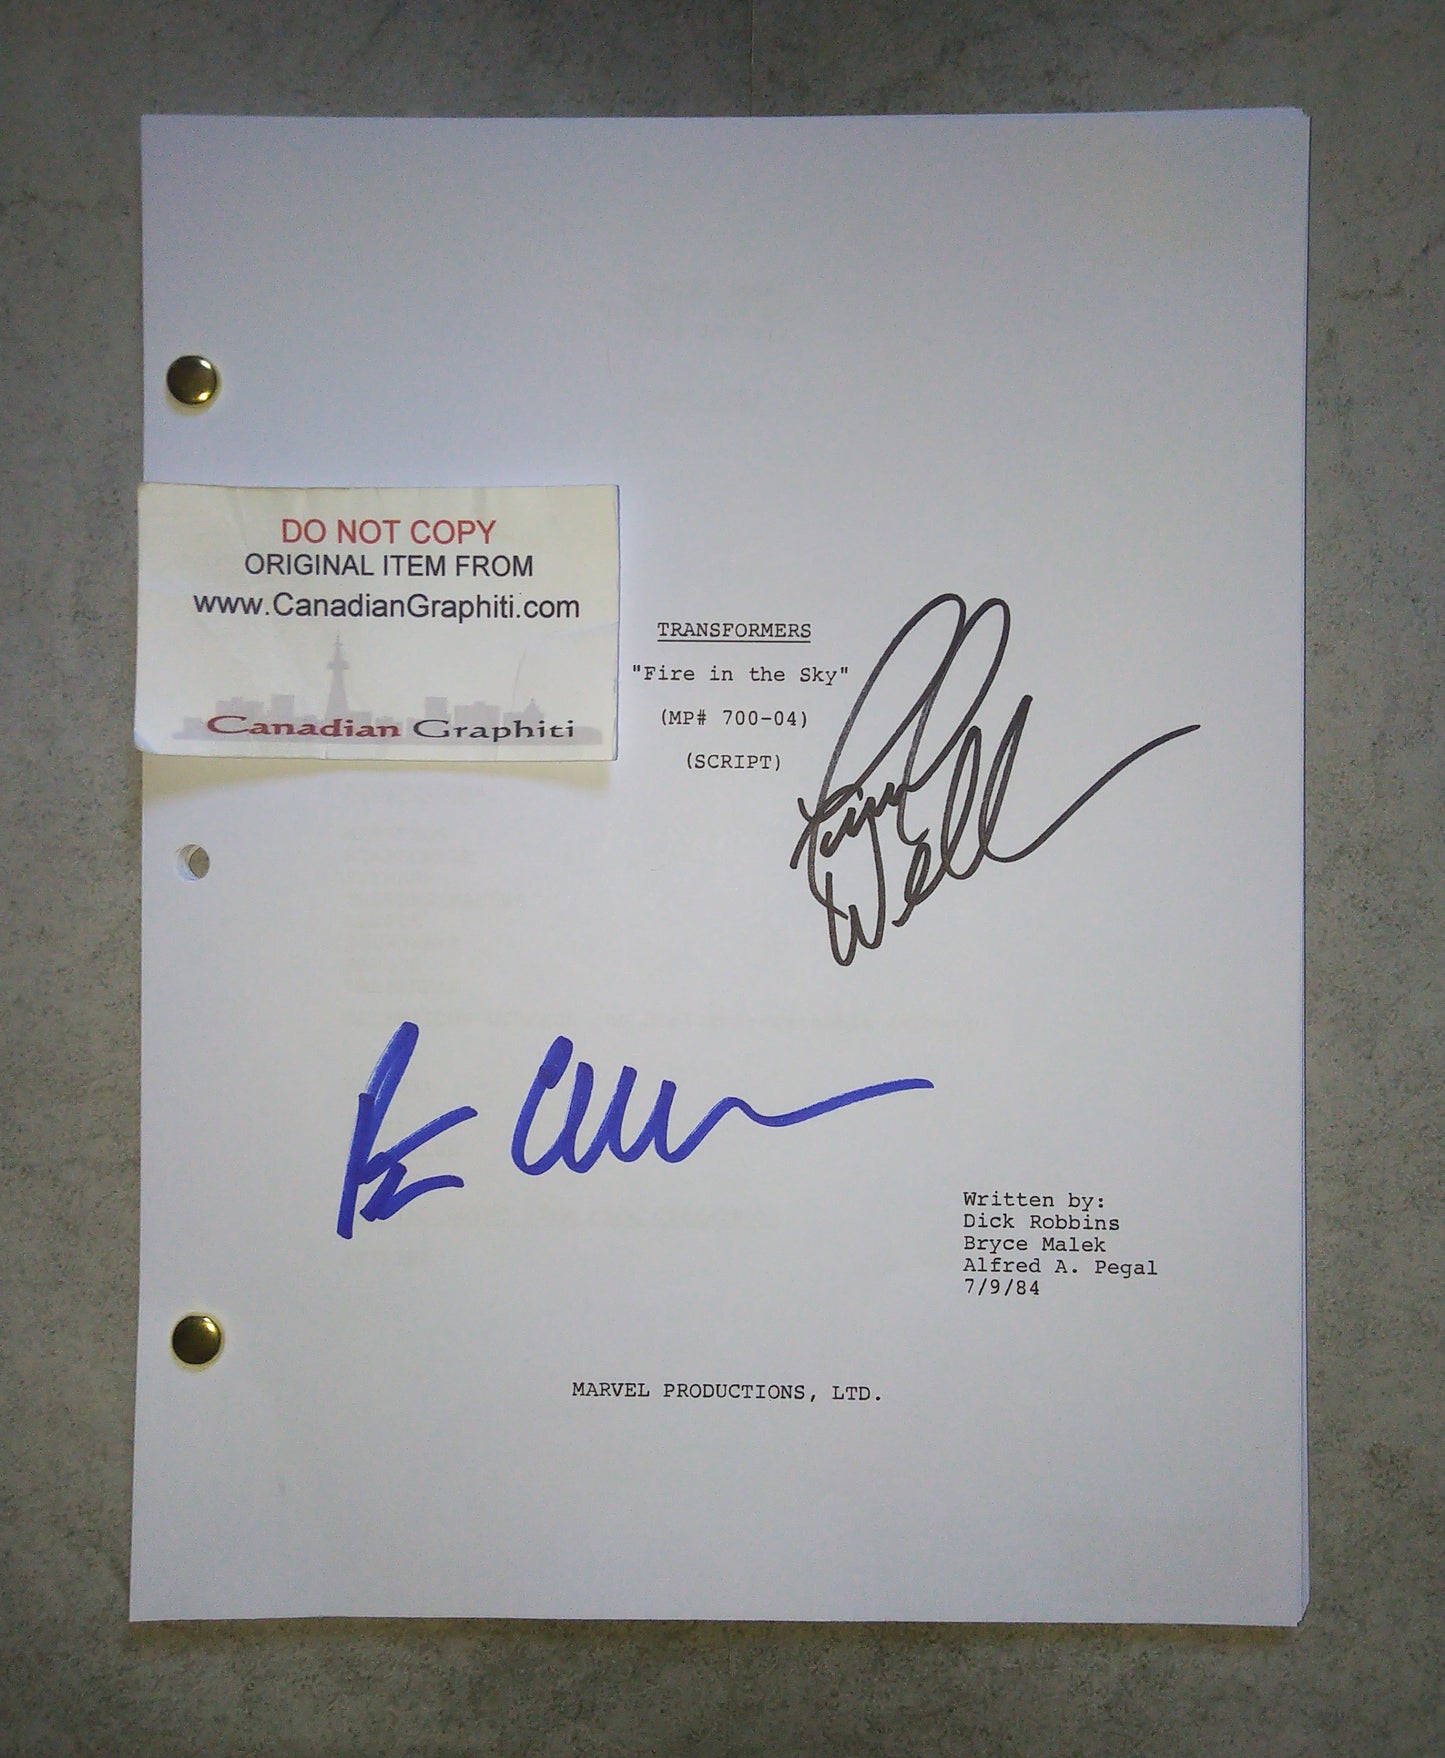 DO NOT COPY
ORIGINAL ITEM FROM
www.CanadianGraphiti.com
Canadian Graphiti
TRANSFORMERS
"Fire in the Sky"
(MP# 700-04)
(SCRIPT)
Written by:
Dick Robbins
Bryce Malek
Alfred A. Pegal
7/9/84
MARVEL PRODUCTIONS, LTD.